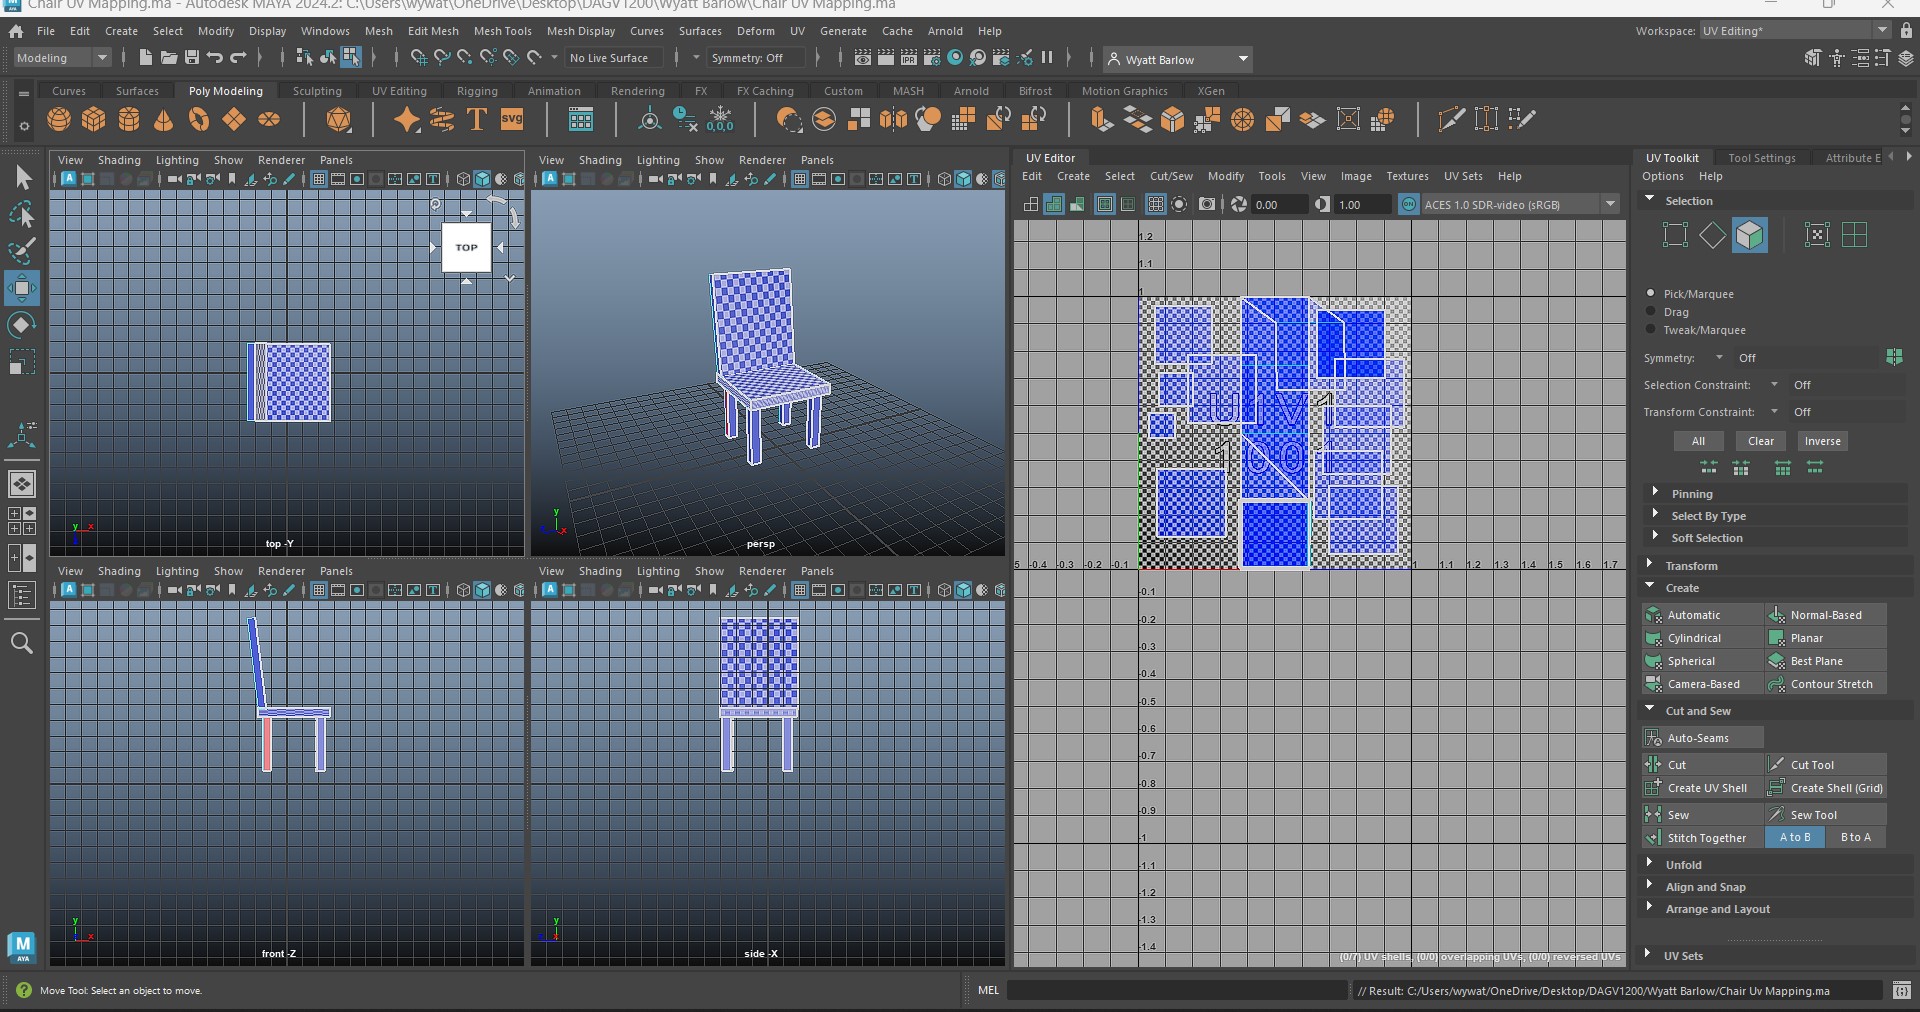 Chair Uv Mapping.ma - Autodesk MAYA 2024.2: C:\Users\wywat\OneDrive\Desktop\DAGV1200\Wyatt Barlow\Chair Uv Mapping.ma
File Edit Create Select Modify Display Windows Mesh Edit Mesh Mesh Tools Mesh Display Curves Surfaces Deform UV Generate Cache Arnold Help
Workspace: UV Editing*
Modeling
No Live Surface
Symmetry: Off
Wyatt Barlow
Curves Surfaces Poly Modeling Sculpting UV Editing Rigging Animation Rendering FX FX Caching Custom MASH Arnold Bifrost Motion Graphics XGen
View Shading Lighting Show Renderer Panels
TOP
top -Y
View Shading Lighting Show Renderer Panels
persp
View Shading Lighting Show Renderer Panels
front -Z
View Shading Lighting Show Renderer Panels
side -X
UV Editor
Edit Create Select Cut/Sew Modify Tools View Image Textures UV Sets Help
0.00
1.00
ACES 1.0 SDR-video (sRGB)
1.2
1.1
1
U1 V1
1001
-0.4 -0.3 -0.2 -0.1
1 1.1 1.2 1.3 1.4 1.5 1.6 1.7
-0.1
-0.2
-0.3
-0.4
-0.5
-0.6
-0.7
-0.8
-0.9
-1
-1.1
-1.2
-1.3
-1.4
(0/7) UV shells, (0/0) overlapping UVs, (0/0) reversed UVs
UV Toolkit Tool Settings Attribute E
Options Help
Selection
Pick/Marquee
Drag
Tweak/Marquee
Symmetry: Off
Selection Constraint: Off
Transform Constraint: Off
All Clear Inverse
Pinning
Select By Type
Soft Selection
Transform
Create
Automatic Normal-Based
Cylindrical Planar
Spherical Best Plane
Camera-Based Contour Stretch
Cut and Sew
Auto-Seams
Cut Cut Tool
Create UV Shell Create Shell (Grid)
Sew Sew Tool
Stitch Together A to B B to A
Unfold
Align and Snap
Arrange and Layout
UV Sets
Move Tool: Select an object to move.
MEL
// Result: C:/Users/wywat/OneDrive/Desktop/DAGV1200/Wyatt Barlow/Chair Uv Mapping.ma